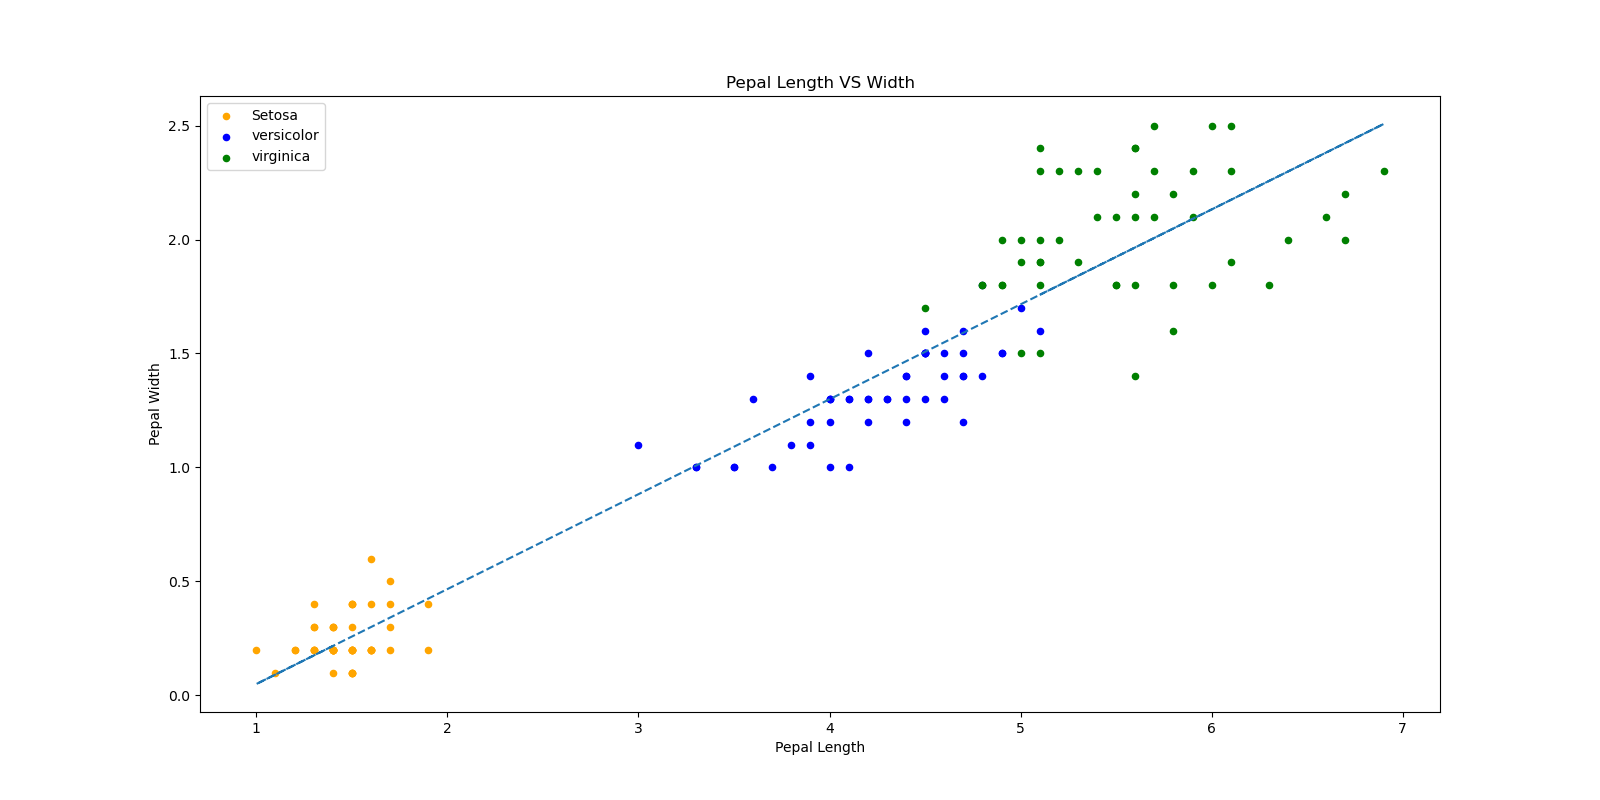 Pepal Length VS Width
Setosa
versicolor
virginica
2.5
2.0
1.5
1.0
0.5
0.0
Pepal Width
1 2 3 4 5 6 7
Pepal Length